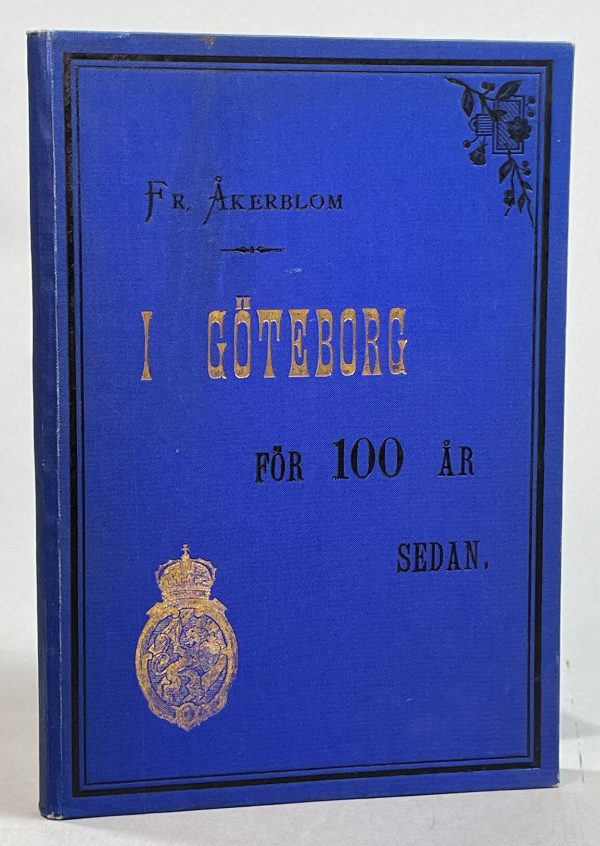 FR. ÅKERBLOM
I GÖTEBORG
FÖR 100 ÅR
SEDAN.